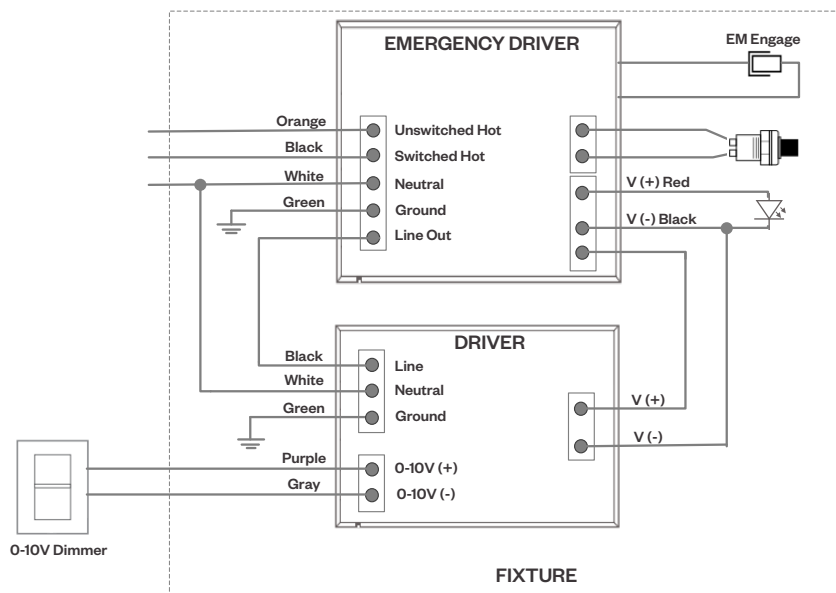 EMERGENCY DRIVER
EM Engage
Orange
Unswitched Hot
Black
Switched Hot
White
Neutral
Green
Ground
Line Out
V (+) Red
V (-) Black
DRIVER
Black
Line
White
Neutral
Green
Ground
V (+)
V (-)
Purple
0-10V (+)
Gray
0-10V (-)
0-10V Dimmer
FIXTURE